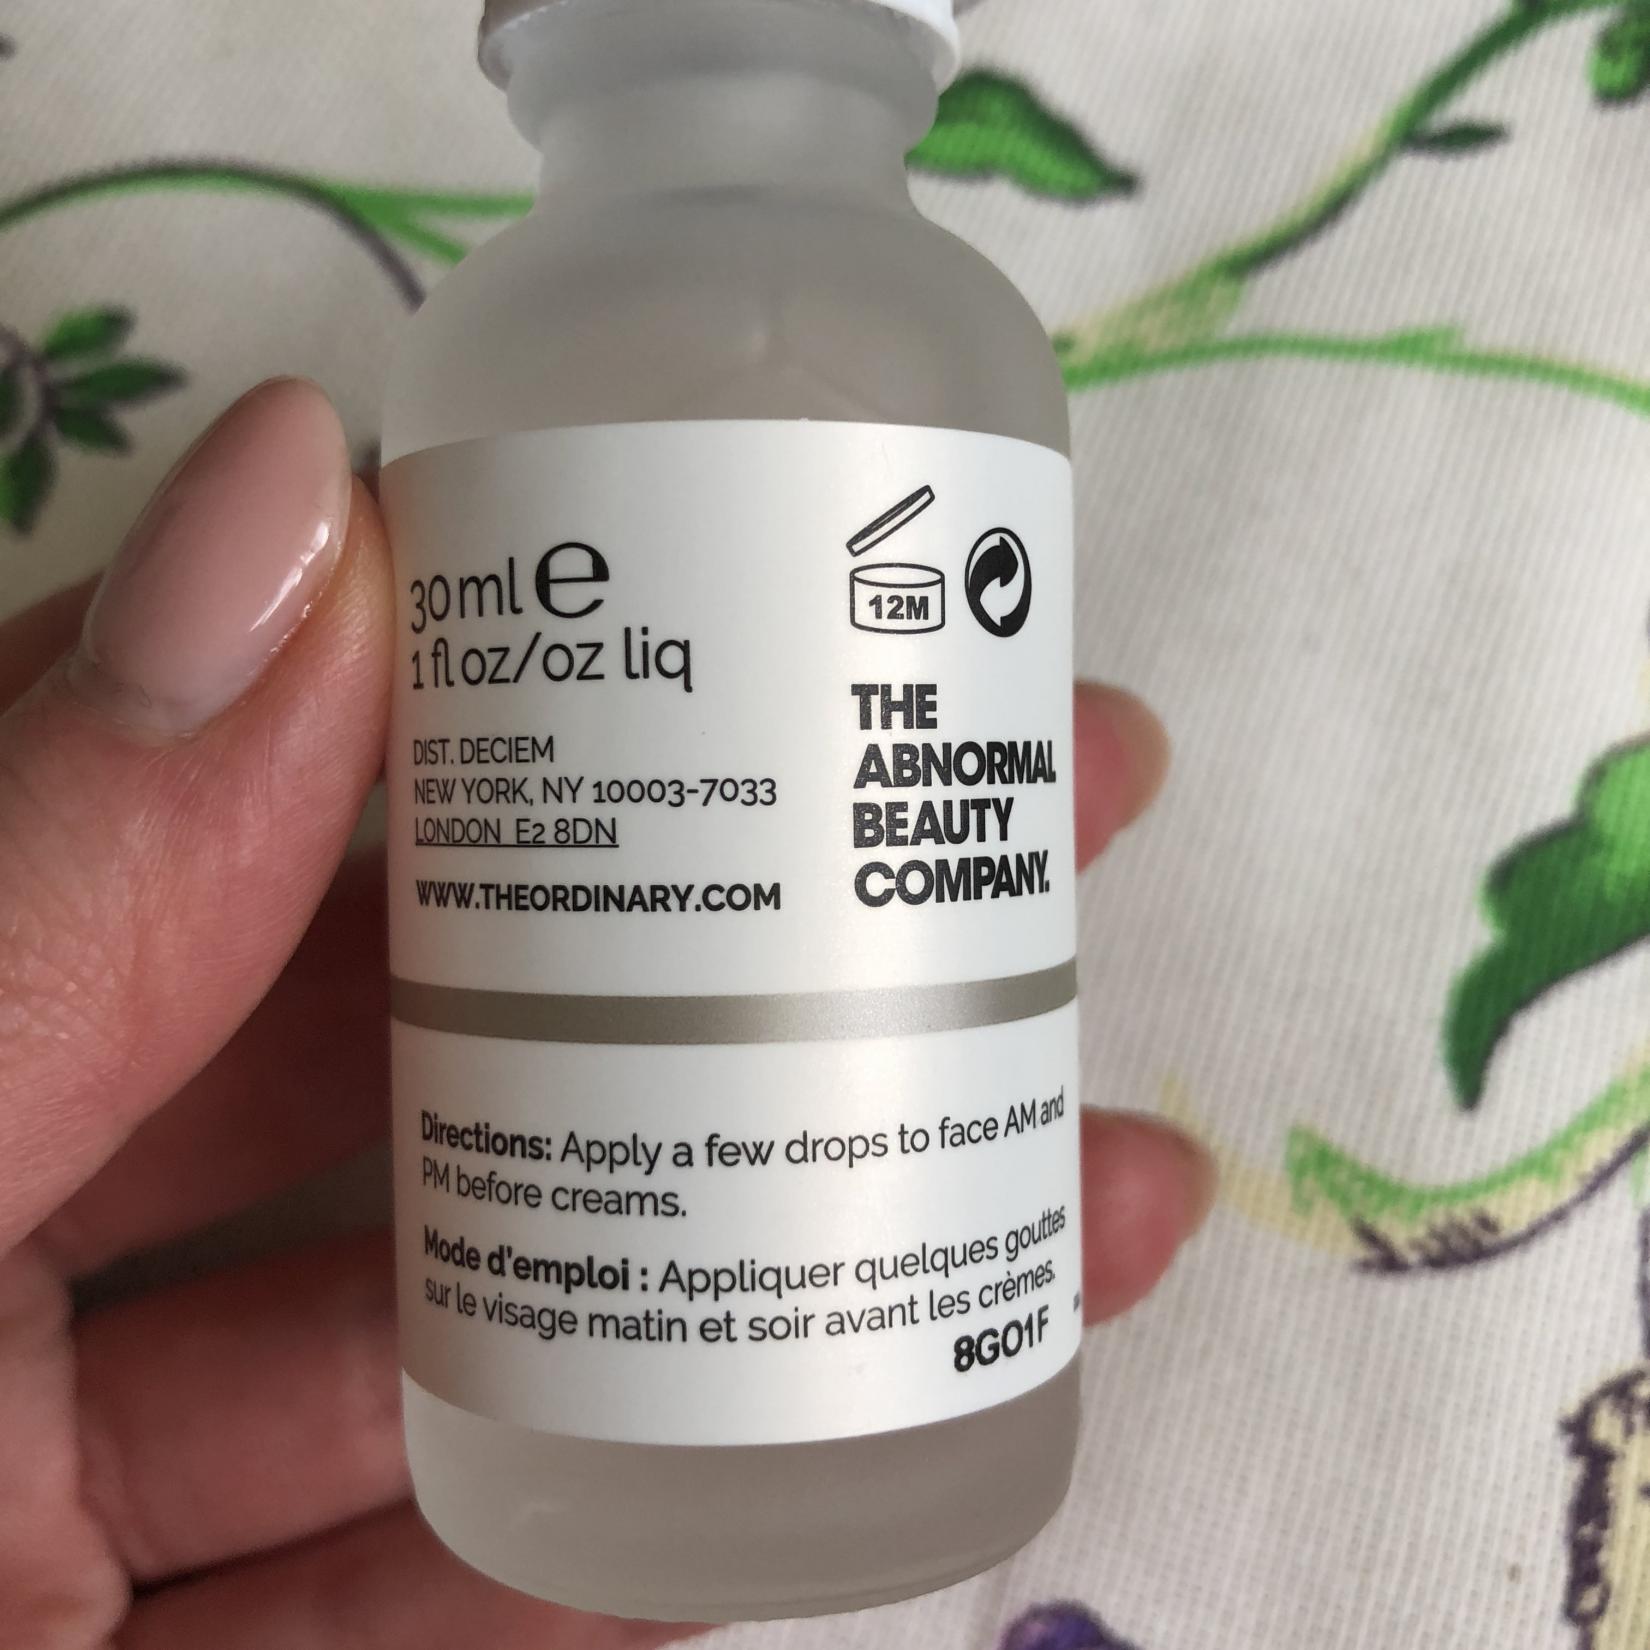 30 ml e
1 fl oz/oz liq
DIST. DECIEM
NEW YORK, NY 10003-7033
LONDON E2 8DN
WWW.THEORDINARY.COM
12M
THE
ABNORMAL
BEAUTY
COMPANY.
Directions: Apply a few drops to face AM and
PM before creams.
Mode d'emploi : Appliquer quelques gouttes
sur le visage matin et soir avant les crèmes.
8G01F